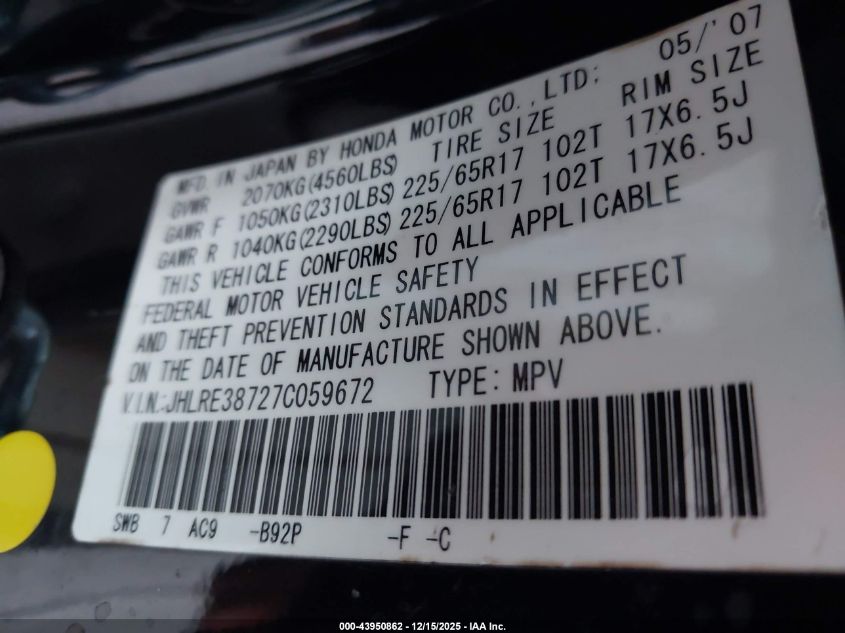 MFD. IN JAPAN BY HONDA MOTOR CO.,LTD: 05/'07
GVWR 2070KG(4560LBS) TIRE SIZE RIM SIZE
GAWR F 1050KG(2310LBS) 225/65R17 102T 17X6.5J
GAWR R 1040KG(2290LBS) 225/65R17 102T 17X6.5J
THIS VEHICLE CONFORMS TO ALL APPLICABLE
FEDERAL MOTOR VEHICLE SAFETY
AND THEFT PREVENTION STANDARDS IN EFFECT
ON THE DATE OF MANUFACTURE SHOWN ABOVE.
V.I.N.:JHLRE38727C059672 TYPE: MPV
SWB 7 AC9 -B92P -F -C
000-43950862 - 12/15/2025 - IAA Inc.